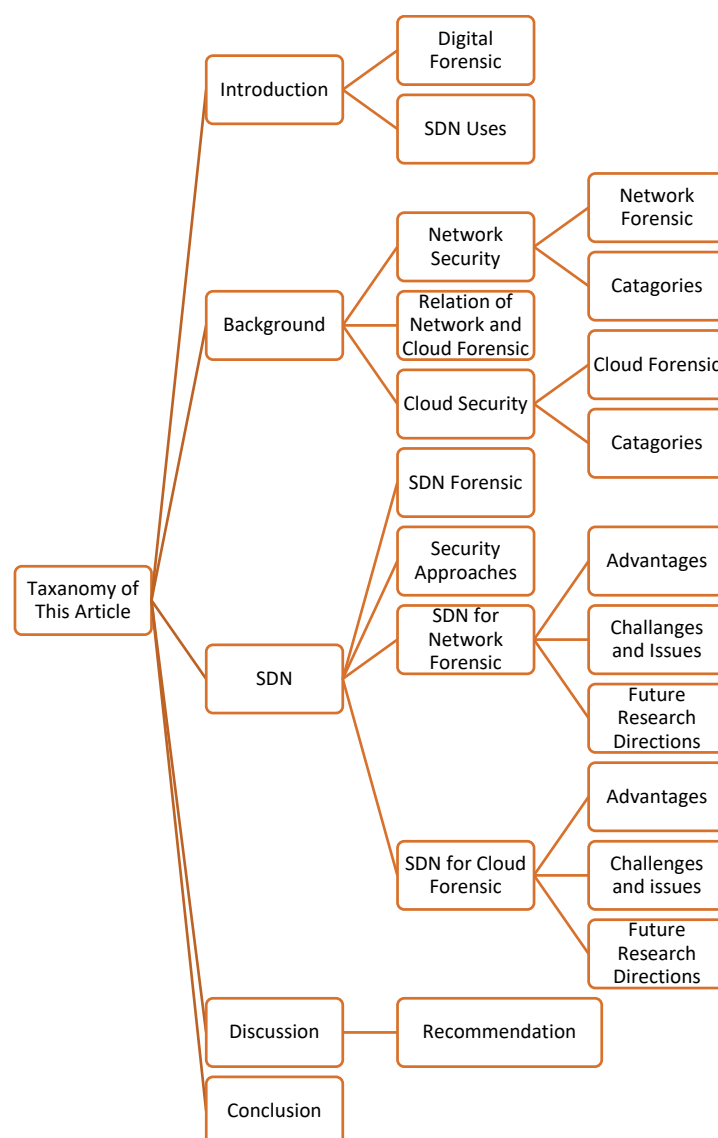 Taxanomy of
This Article
Introduction
Digital
Forensic
SDN Uses
Background
Network
Security
Network
Forensic
Catagories
Relation of
Network and
Cloud Forensic
Cloud Security
Cloud Forensic
Catagories
SDN
SDN Forensic
Security
Approaches
SDN for
Network
Forensic
Advantages
Challanges
and Issues
Future
Research
Directions
SDN for Cloud
Forensic
Advantages
Challenges
and issues
Future
Research
Directions
Discussion
Recommendation
Conclusion